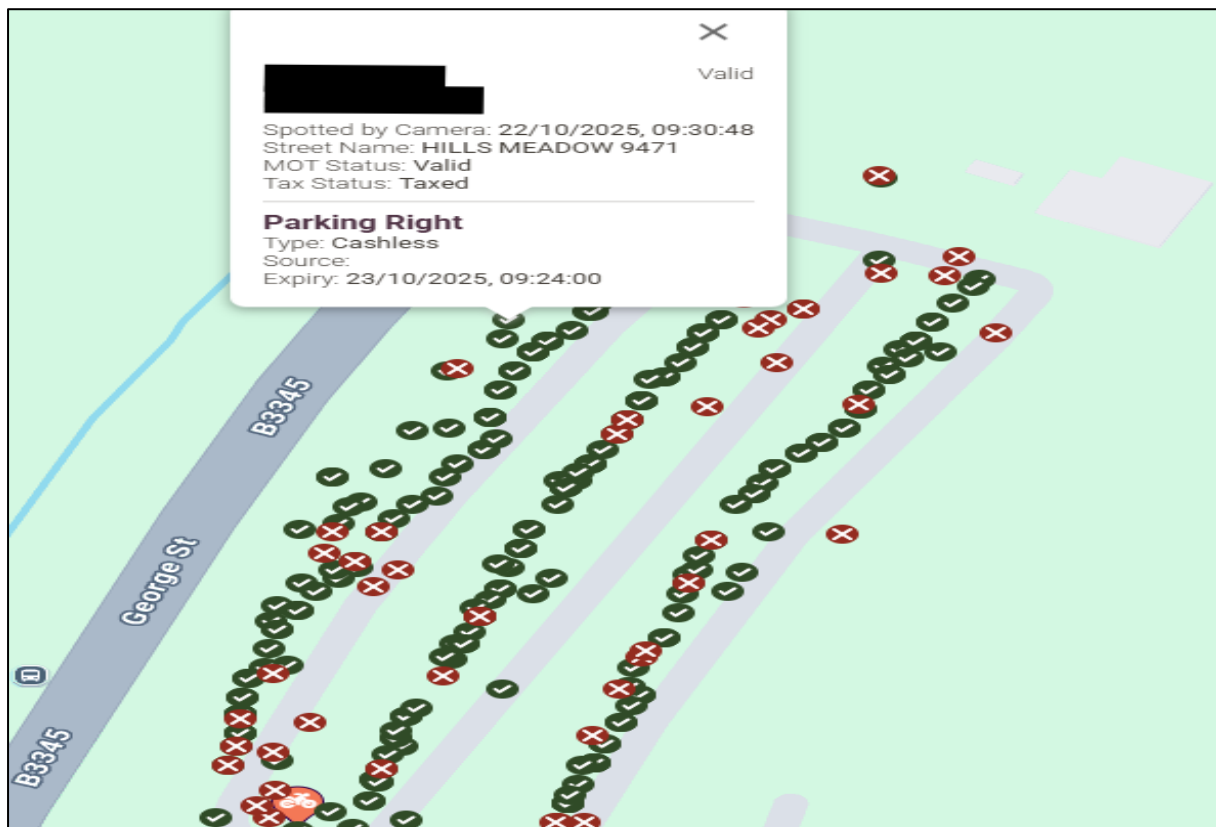 Valid
Spotted by Camera: 22/10/2025, 09:30:48
Street Name: HILLS MEADOW 9471
MOT Status: Valid
Tax Status: Taxed
Parking Right
Type: Cashless
Source:
Expiry: 23/10/2025, 09:24:00
B3345
George St
B3345